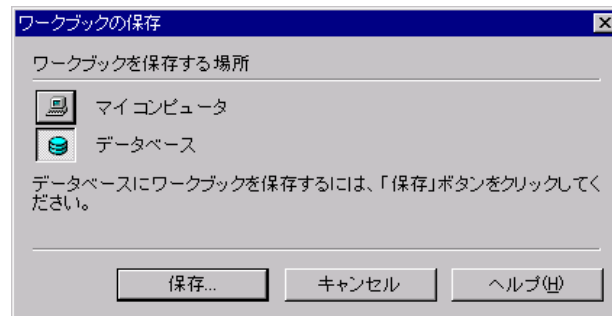 ワークブックの保存
ワークブックを保存する場所
マイ コンピュータ
データベース
データベースにワークブックを保存するには、「保存」ボタンをクリックしてく
ださい。
保存...
キャンセル
ヘルプ(H)